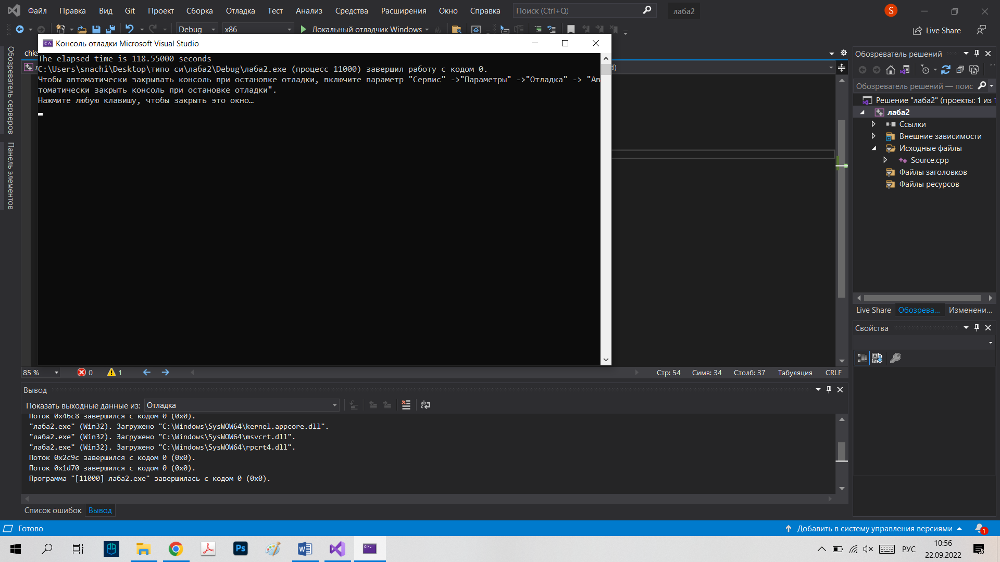 Файл Правка Вид Git Проект Сборка Отладка Тест Анализ Средства Расширения Окно Справка Поиск (Ctrl+Q) лаба2 S
Debug x86 Локальный отладчик Windows Live Share
Консоль отладки Microsoft Visual Studio
The elapsed time is 118.55000 seconds
C:\Users\snachi\Desktop\типо си\лаба2\Debug\лаба2.exe (процесс 11000) завершил работу с кодом 0.
Чтобы автоматически закрывать консоль при остановке отладки, включите параметр "Сервис" ->"Параметры" ->"Отладка" -> "Ав
томатически закрыть консоль при остановке отладки".
Нажмите любую клавишу, чтобы закрыть это окно…
Обозреватель серверов
Панель элементов
Обозреватель решений
Обозреватель решений — поис
Решение "лаба2" (проекты: 1 из 1
лаба2
Ссылки
Внешние зависимости
Исходные файлы
Source.cpp
Файлы заголовков
Файлы ресурсов
Live Share Обозрева... Изменени...
Свойства
85 % 0 1 Стр: 54 Симв: 34 Столб: 37 Табуляция CRLF
Вывод
Показать выходные данные из: Отладка
Поток 0x46c8 завершился с кодом 0 (0x0).
"лаба2.exe" (Win32). Загружено "C:\Windows\SysWOW64\kernel.appcore.dll".
"лаба2.exe" (Win32). Загружено "C:\Windows\SysWOW64\msvcrt.dll".
"лаба2.exe" (Win32). Загружено "C:\Windows\SysWOW64\rpcrt4.dll".
Поток 0x2c9c завершился с кодом 0 (0x0).
Поток 0x1d70 завершился с кодом 0 (0x0).
Программа "[11000] лаба2.exe" завершилась с кодом 0 (0x0).
Список ошибок Вывод
Готово Добавить в систему управления версиями 1
Ps РУС 10:56
22.09.2022